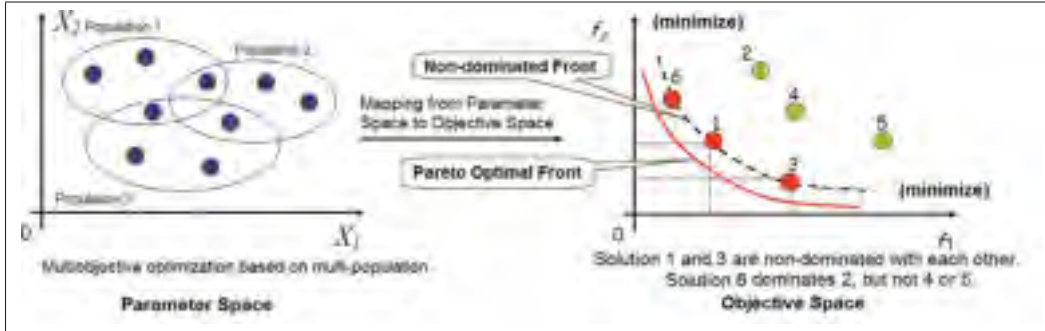 X2 Population 1
Population 2
0
X1
Multiobjective optimization based on multi-population
Parameter Space
Mapping from Parameter
Space to Objective Space
Non-dominated Front
Pareto Optimal Front
f2
(minimize)
2
6
4
1
5
3
(minimize)
0
f1
Solution 1 and 3 are non-dominated with each other.
Solution 6 dominates 2, but not 4 or 5.
Objective Space